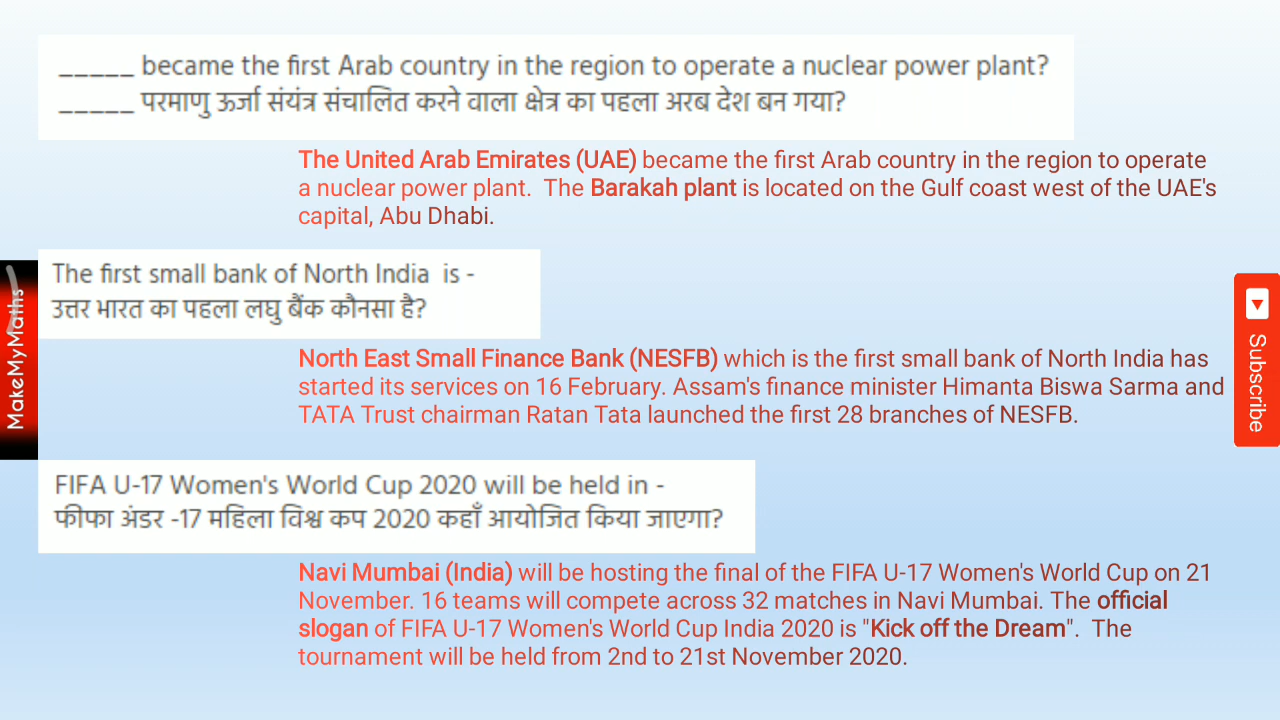 _____ became the first Arab country in the region to operate a nuclear power plant?
_____ परमाणु ऊर्जा संयंत्र संचालित करने वाला क्षेत्र का पहला अरब देश बन गया?
The United Arab Emirates (UAE) became the first Arab country in the region to operate
a nuclear power plant. The Barakah plant is located on the Gulf coast west of the UAE's
capital, Abu Dhabi.
The first small bank of North India is -
उत्तर भारत का पहला लघु बैंक कौनसा है?
North East Small Finance Bank (NESFB) which is the first small bank of North India has
started its services on 16 February. Assam's finance minister Himanta Biswa Sarma and
TATA Trust chairman Ratan Tata launched the first 28 branches of NESFB.
FIFA U-17 Women's World Cup 2020 will be held in -
फीफा अंडर -17 महिला विश्व कप 2020 कहाँ आयोजित किया जाएगा?
Navi Mumbai (India) will be hosting the final of the FIFA U-17 Women's World Cup on 21
November. 16 teams will compete across 32 matches in Navi Mumbai. The official
slogan of FIFA U-17 Women's World Cup India 2020 is "Kick off the Dream". The
tournament will be held from 2nd to 21st November 2020.
MakeMyMaths
Subscribe